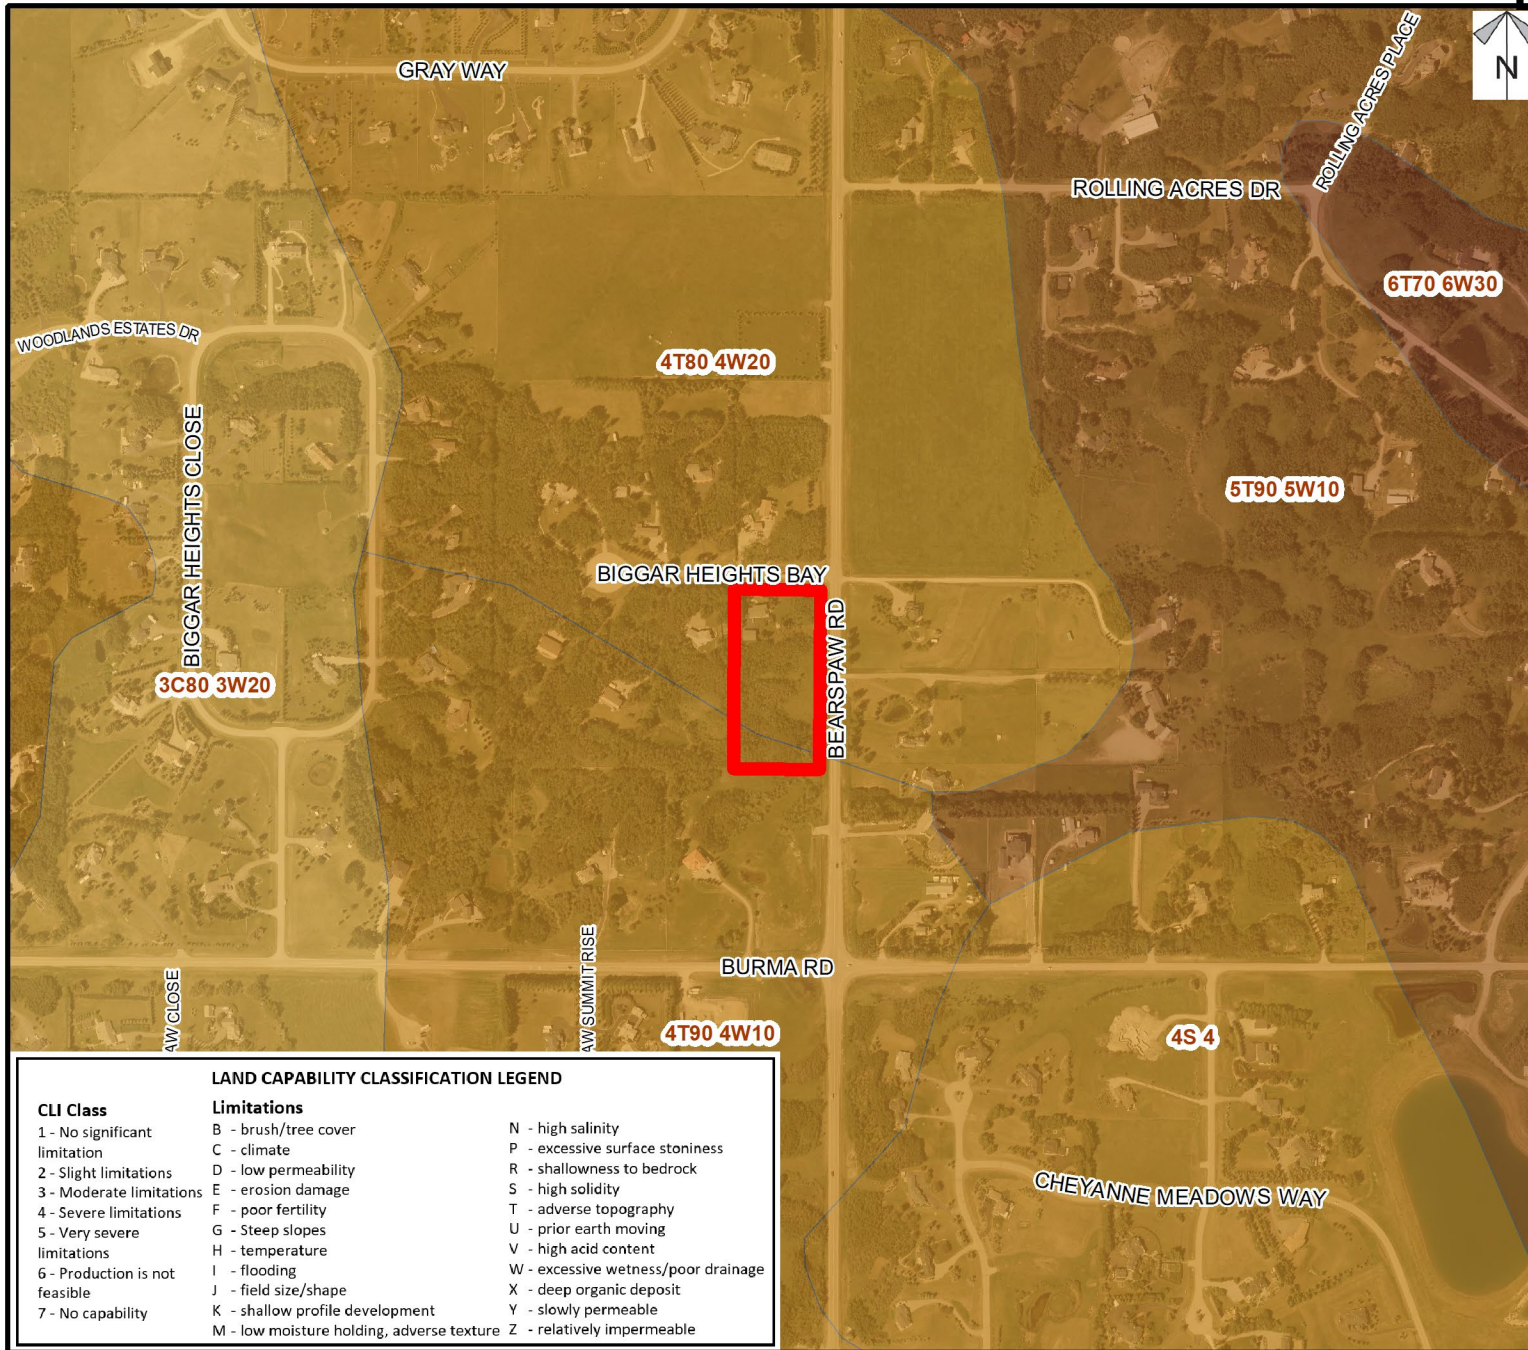 N
GRAY WAY
ROLLING ACRES PLACE
ROLLING ACRES DR
6T70 6W30
WOODLANDS ESTATES DR
4T80 4W20
BIGGAR HEIGHTS CLOSE
5T90 5W10
BIGGAR HEIGHTS BAY
BEARSPAW RD
3C80 3W20
BURMA RD
AW CLOSE
AW SUMMIT RISE
4T90 4W10
4S 4
CHEYANNE MEADOWS WAY
LAND CAPABILITY CLASSIFICATION LEGEND
CLI Class
1 - No significant
limitation
2 - Slight limitations
3 - Moderate limitations
4 - Severe limitations
5 - Very severe
limitations
6 - Production is not
feasible
7 - No capability
Limitations
B - brush/tree cover
C - climate
D - low permeability
E - erosion damage
F - poor fertility
G - Steep slopes
H - temperature
I - flooding
J - field size/shape
K - shallow profile development
M - low moisture holding, adverse texture
N - high salinity
P - excessive surface stoniness
R - shallowness to bedrock
S - high solidity
T - adverse topography
U - prior earth moving
V - high acid content
W - excessive wetness/poor drainage
X - deep organic deposit
Y - slowly permeable
Z - relatively impermeable